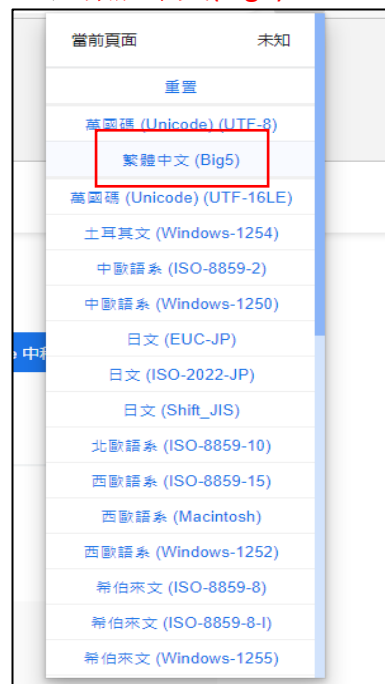 當前頁面 未知
重置
萬國碼 (Unicode) (UTF-8)
繁體中文 (Big5)
萬國碼 (Unicode) (UTF-16LE)
土耳其文 (Windows-1254)
中歐語系 (ISO-8859-2)
中歐語系 (Windows-1250)
日文 (EUC-JP)
日文 (ISO-2022-JP)
日文 (Shift_JIS)
北歐語系 (ISO-8859-10)
西歐語系 (ISO-8859-15)
西歐語系 (Macintosh)
西歐語系 (Windows-1252)
希伯來文 (ISO-8859-8)
希伯來文 (ISO-8859-8-I)
希伯來文 (Windows-1255)